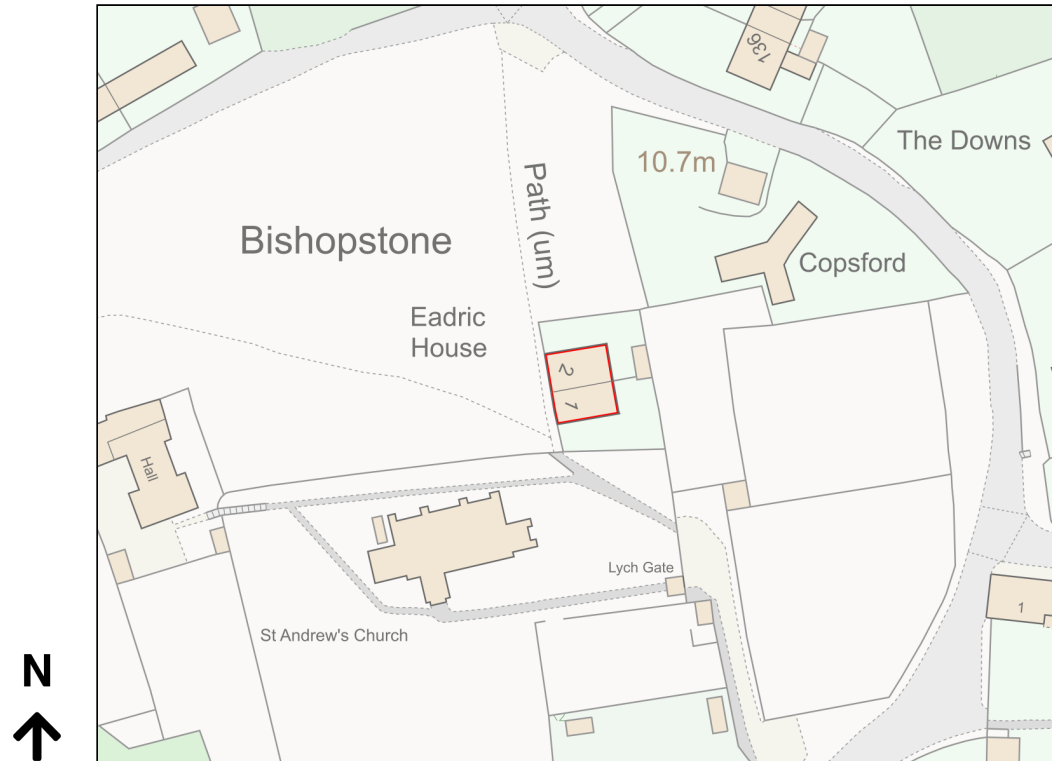 136
The Downs
10.7m
Path (um)
Bishopstone
Copsford
Eadric
House
2
1
Hall
Lych Gate
1
St Andrew's Church
N